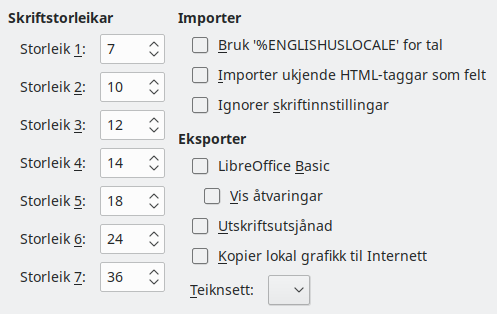 Skriftstorleikar
Storleik 1: 7
Storleik 2: 10
Storleik 3: 12
Storleik 4: 14
Storleik 5: 18
Storleik 6: 24
Storleik 7: 36
Importer
Bruk '%ENGLISHUSLOCALE' for tal
Importer ukjende HTML-taggar som felt
Ignorer skriftinnstillingar
Eksporter
LibreOffice Basic
Vis åtvaringar
Utskriftsutsjånad
Kopier lokal grafikk til Internett
Teiknsett: